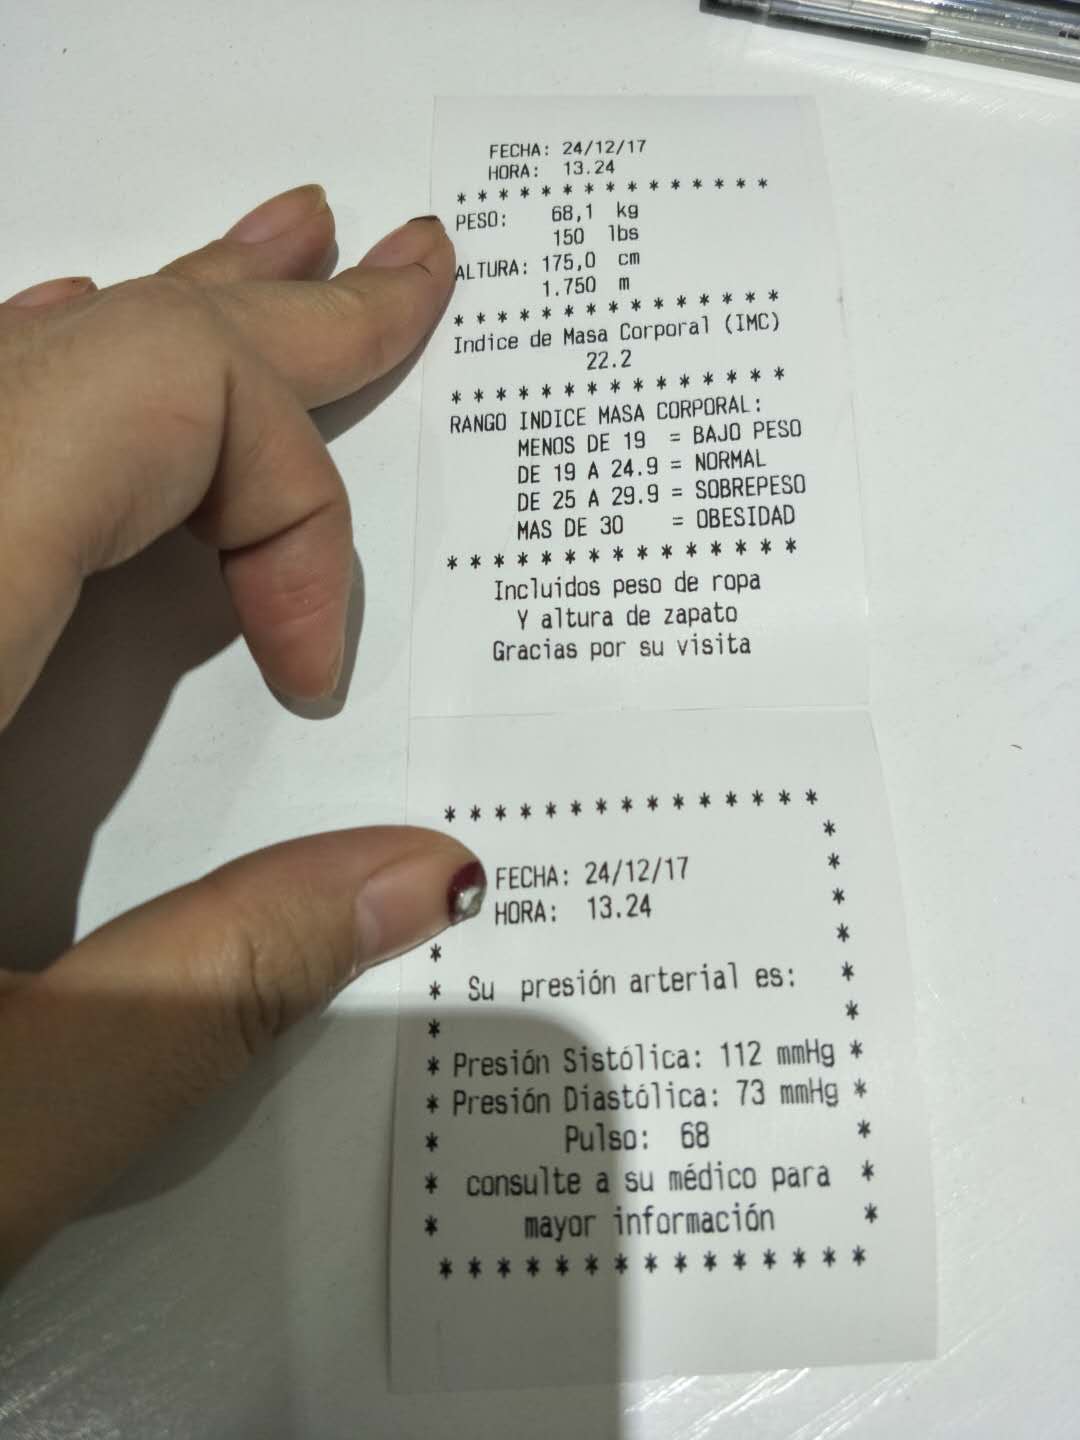 FECHA: 24/12/17
HORA: 13.24
* * * * * * * * * * * * * * *
PESO: 68,1 kg
150 lbs
ALTURA: 175,0 cm
1.750 m
* * * * * * * * * * * * * * *
Indice de Masa Corporal (IMC)
22.2
* * * * * * * * * * * * * * *
RANGO INDICE MASA CORPORAL:
MENOS DE 19 = BAJO PESO
DE 19 A 24.9 = NORMAL
DE 25 A 29.9 = SOBREPESO
MAS DE 30 = OBESIDAD
* * * * * * * * * * * * * * *
Incluidos peso de ropa
Y altura de zapato
Gracias por su visita
* * * * * * * * * * * * * * *
*
FECHA: 24/12/17 *
HORA: 13.24 *
* *
* Su presión arterial es: *
* *
* Presión Sistólica: 112 mmHg *
* Presión Diastólica: 73 mmHg *
* Pulso: 68 *
* consulte a su médico para *
* mayor información *
* * * * * * * * * * * * * * *